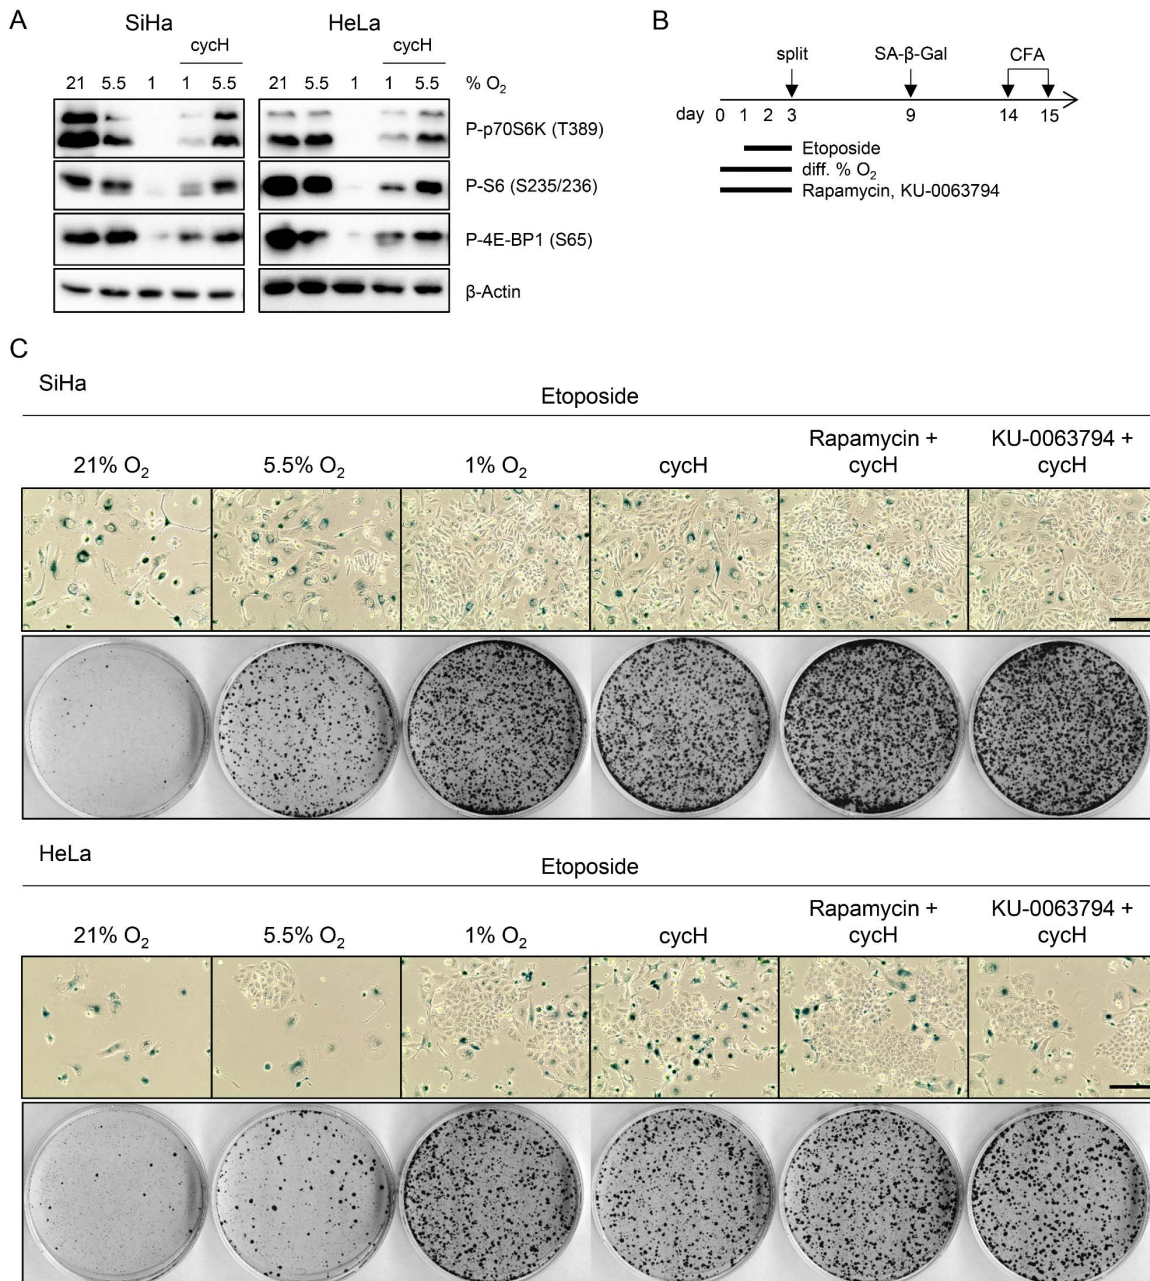 A
SiHa
HeLa
cycH
cycH
21 5.5 1 1 5.5
21 5.5 1 1 5.5
% O₂
P-p70S6K (T389)
P-S6 (S235/236)
P-4E-BP1 (S65)
β-Actin
B
split
SA-β-Gal
CFA
day 0 1 2 3 9 14 15
Etoposide
diff. % O₂
Rapamycin, KU-0063794
C
SiHa
Etoposide
21% O₂
5.5% O₂
1% O₂
cycH
Rapamycin +
cycH
KU-0063794 +
cycH
HeLa
Etoposide
21% O₂
5.5% O₂
1% O₂
cycH
Rapamycin +
cycH
KU-0063794 +
cycH